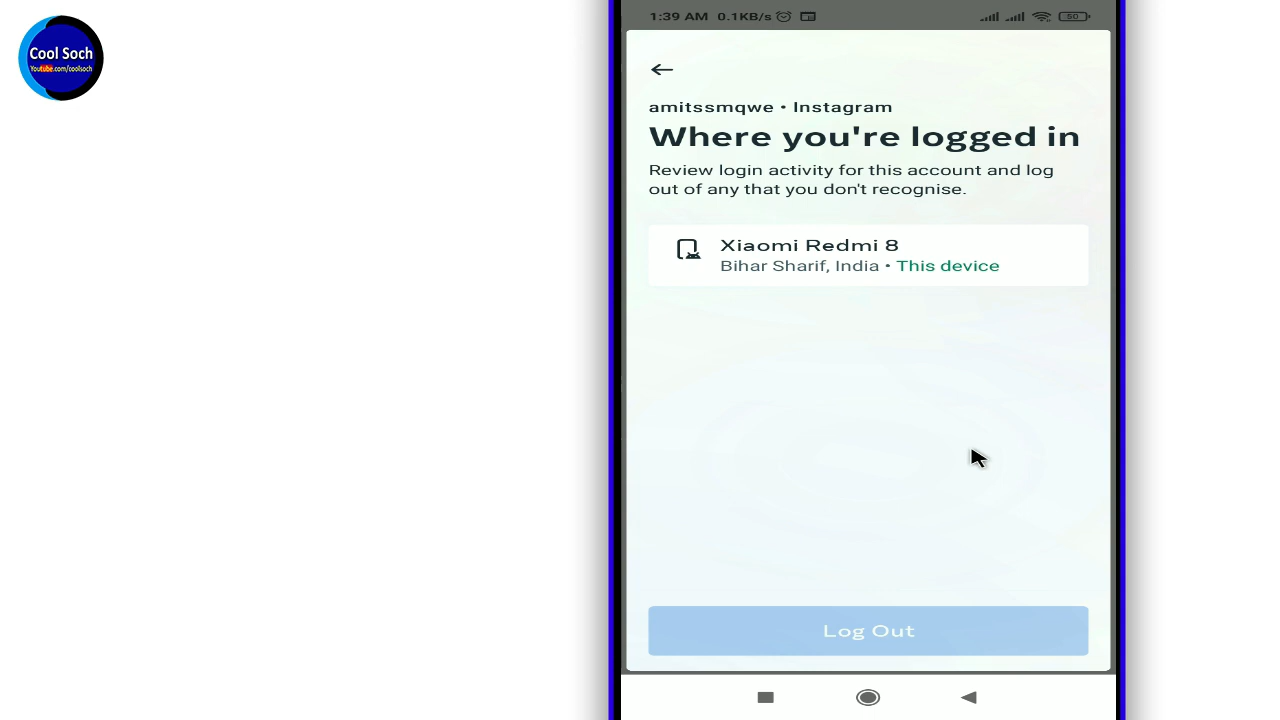 Cool Soch
Youtube.com/coolsoch
1:39 AM 0.1KB/s
50
amitssmqwe • Instagram
Where you're logged in
Review login activity for this account and log
out of any that you don't recognise.
Xiaomi Redmi 8
Bihar Sharif, India • This device
Log Out